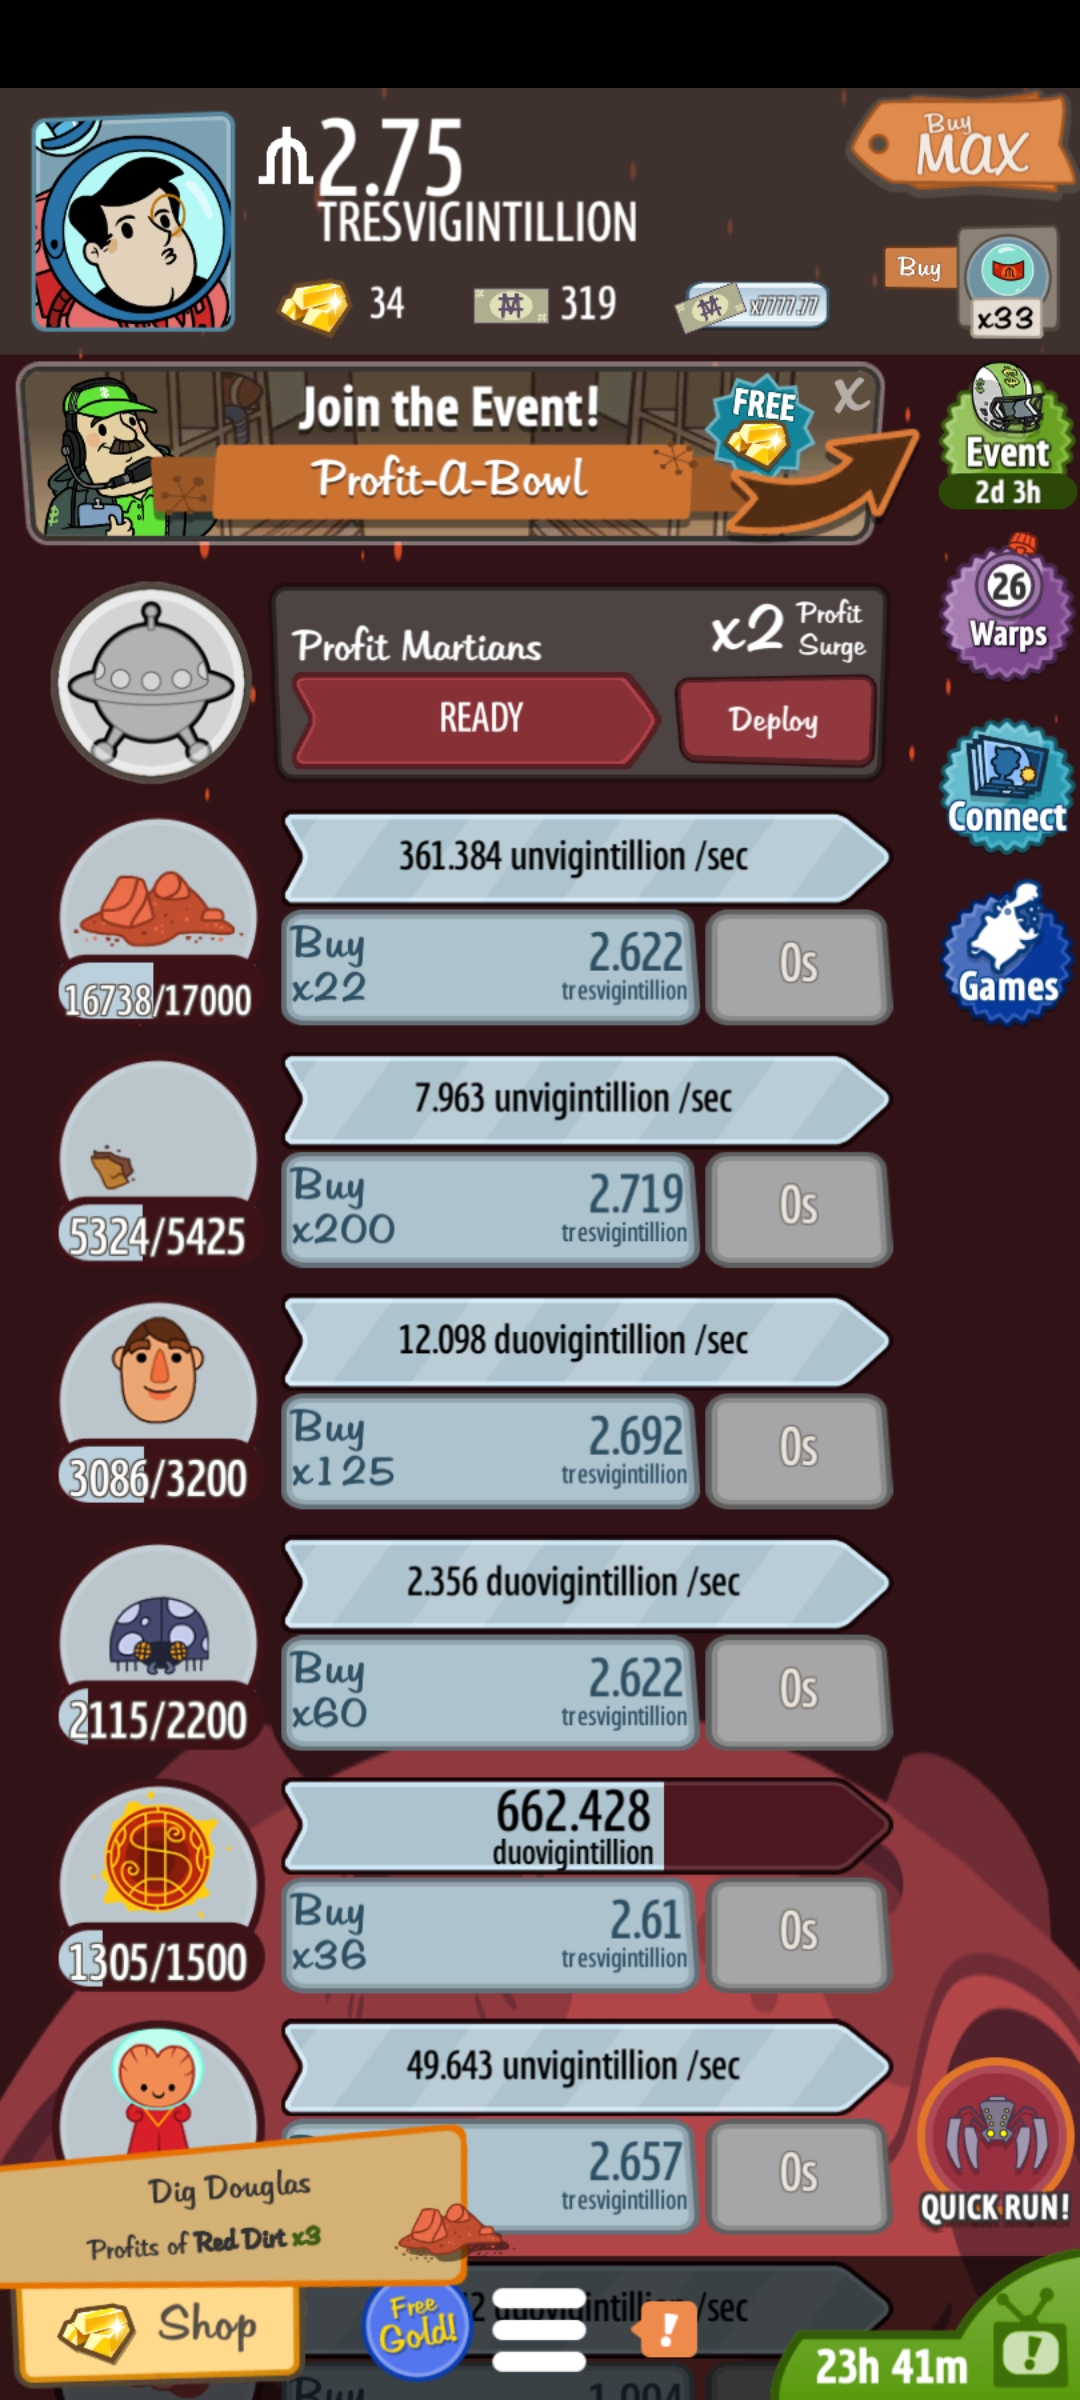 2.75
TRESVIGINTILLION
Buy
MAX
34
319
x7777.77
Buy
x33
Join the Event!
Profit-A-Bowl
FREE
X
Event
2d 3h
Profit Martians
x2 Profit
Surge
READY
Deploy
26
Warps
Connect
Games
361.384 unvigintillion /sec
Buy
x22
2.622
tresvigintillion
0s
16738/17000
7.963 unvigintillion /sec
Buy
x200
2.719
tresvigintillion
0s
5324/5425
12.098 duovigintillion /sec
Buy
x125
2.692
tresvigintillion
0s
3086/3200
2.356 duovigintillion /sec
Buy
x60
2.622
tresvigintillion
0s
2115/2200
662.428
duovigintillion
Buy
x36
2.61
tresvigintillion
0s
1305/1500
49.643 unvigintillion /sec
2.657
tresvigintillion
0s
QUICK RUN!
Dig Douglas
Profits of Red Dirt x3
Shop
Free
Gold!
2 duovigintillion /sec
!
23h 41m
!
Buy
1.004